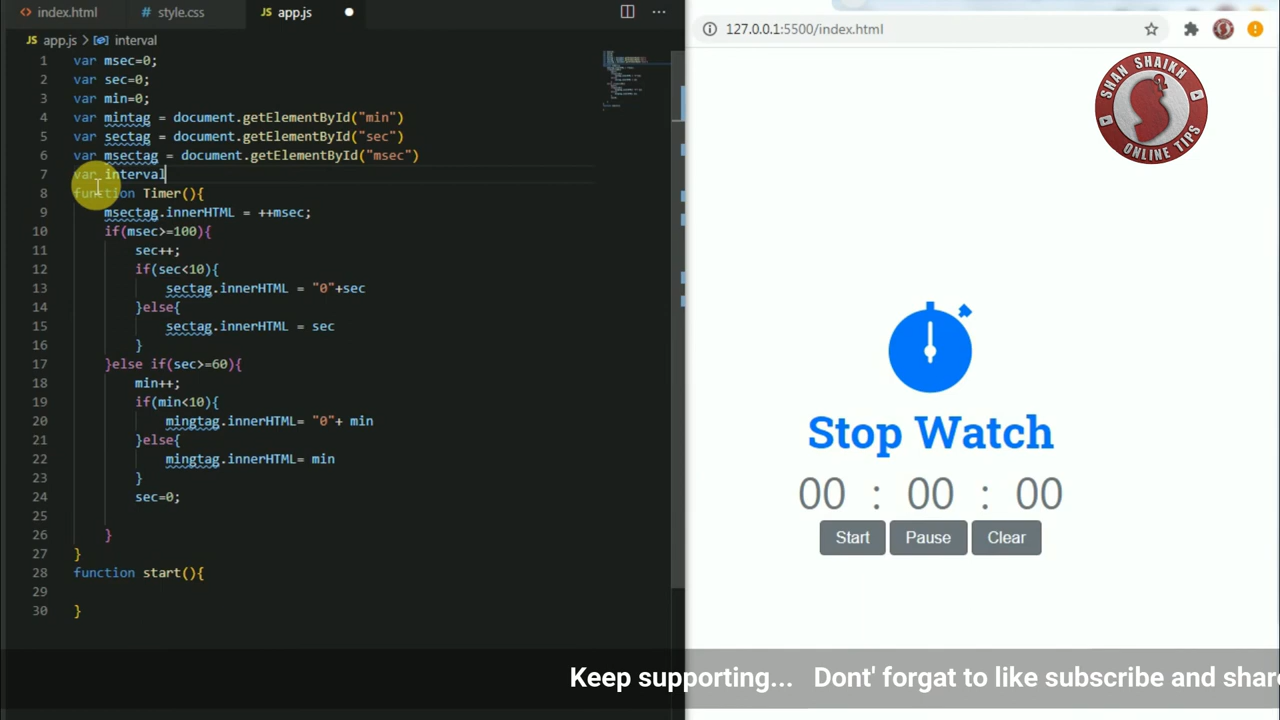 index.html
style.css
app.js
app.js > interval
1 var msec=0;
2 var sec=0;
3 var min=0;
4 var mintag = document.getElementById("min")
5 var sectag = document.getElementById("sec")
6 var msectag = document.getElementById("msec")
7 var interval
8 function Timer(){
9 msectag.innerHTML = ++msec;
10 if(msec>=100){
11 sec++;
12 if(sec<10){
13 sectag.innerHTML = "0"+sec
14 }else{
15 sectag.innerHTML = sec
16 }
17 }else if(sec>=60){
18 min++;
19 if(min<10){
20 mingtag.innerHTML= "0"+ min
21 }else{
22 mingtag.innerHTML= min
23 }
24 sec=0;
25
26 }
27 }
28 function start(){
29
30 }
127.0.0.1:5500/index.html
SHAN SHAIKH
ONLINE TIPS
Stop Watch
00 : 00 : 00
Start Pause Clear
Keep supporting... Dont' forgat to like subscribe and shar